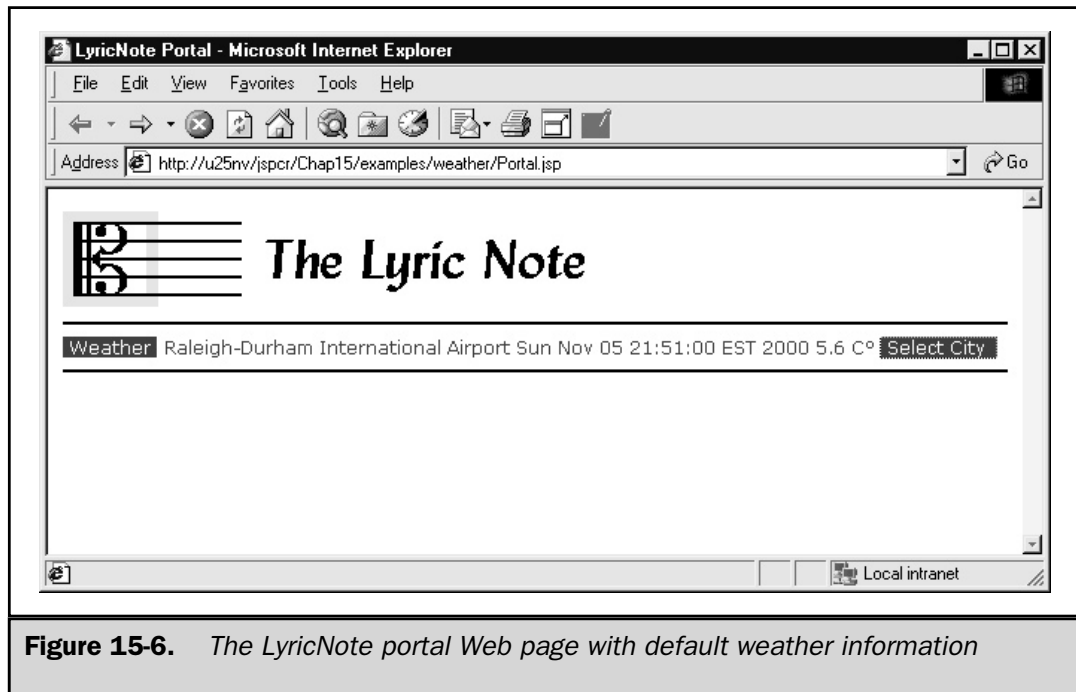 LyricNote Portal - Microsoft Internet Explorer
File Edit View Favorites Tools Help
Address http://u25nv/jspcr/Chap15/examples/weather/Portal.jsp Go
The Lyric Note
Weather Raleigh-Durham International Airport Sun Nov 05 21:51:00 EST 2000 5.6 C° Select City
Local intranet
Figure 15-6. The LyricNote portal Web page with default weather information